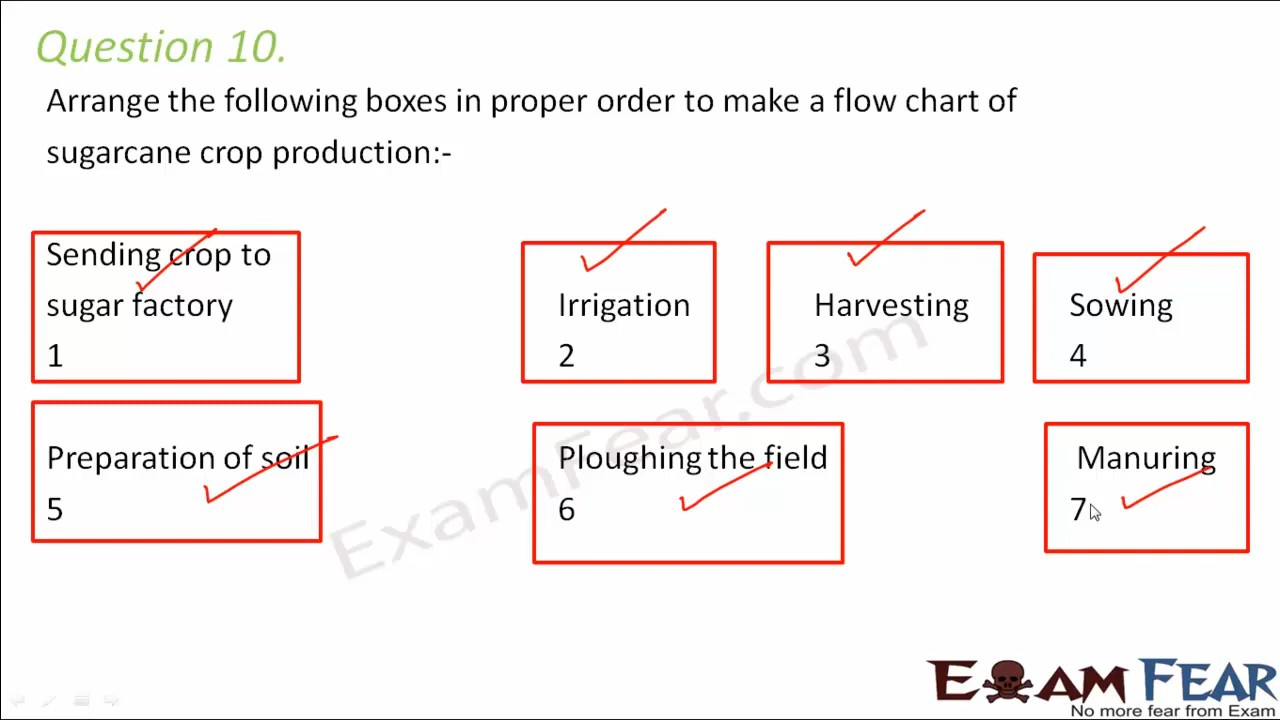 Question 10.
Arrange the following boxes in proper order to make a flow chart of
sugarcane crop production:-
Sending crop to
sugar factory
1
Irrigation
2
Harvesting
3
Sowing
4
Preparation of soil
5
Ploughing the field
6
Manuring
7
ExamFear.com
EXAM FEAR
No more fear from Exam